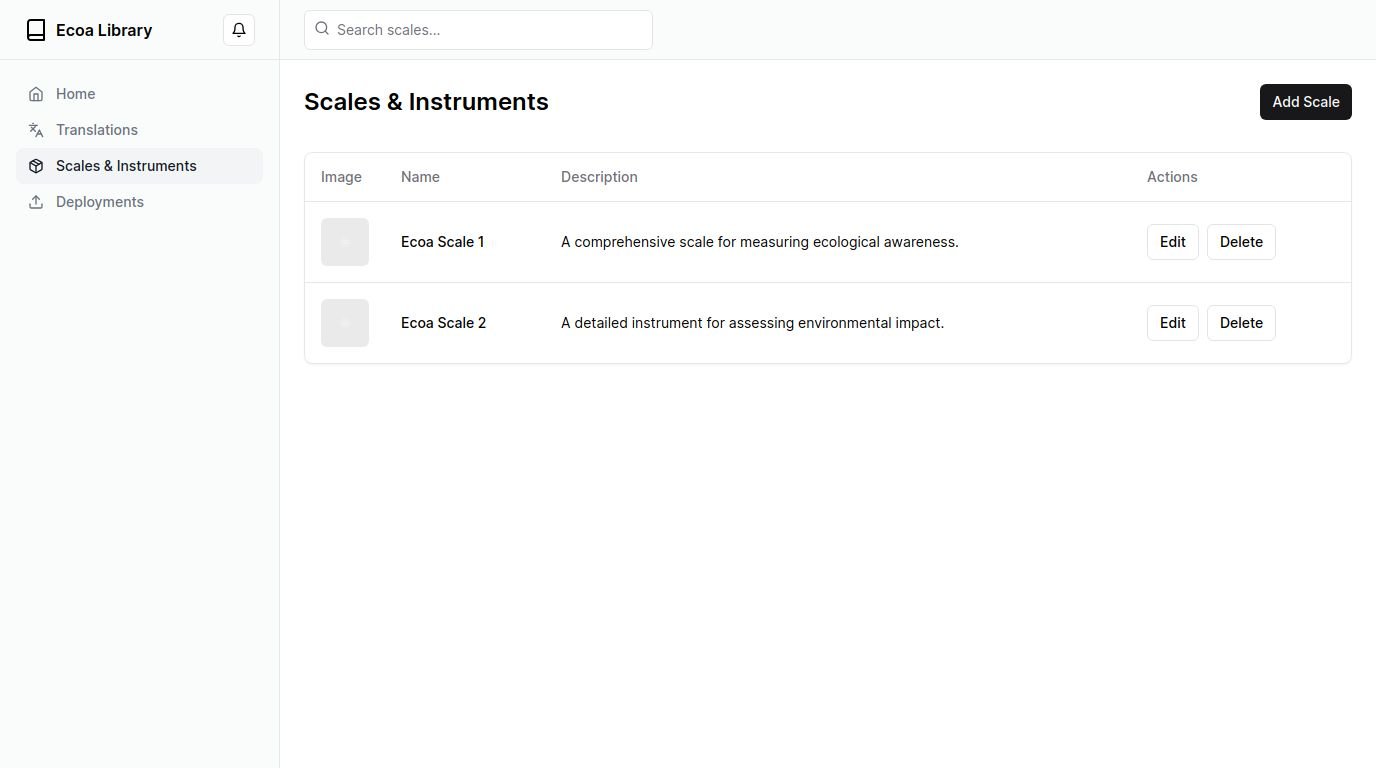 Ecoa Library
Search scales...
Home
Translations
Scales & Instruments
Deployments
Scales & Instruments
Add Scale
Image Name Description Actions
Ecoa Scale 1 A comprehensive scale for measuring ecological awareness. Edit Delete
Ecoa Scale 2 A detailed instrument for assessing environmental impact. Edit Delete